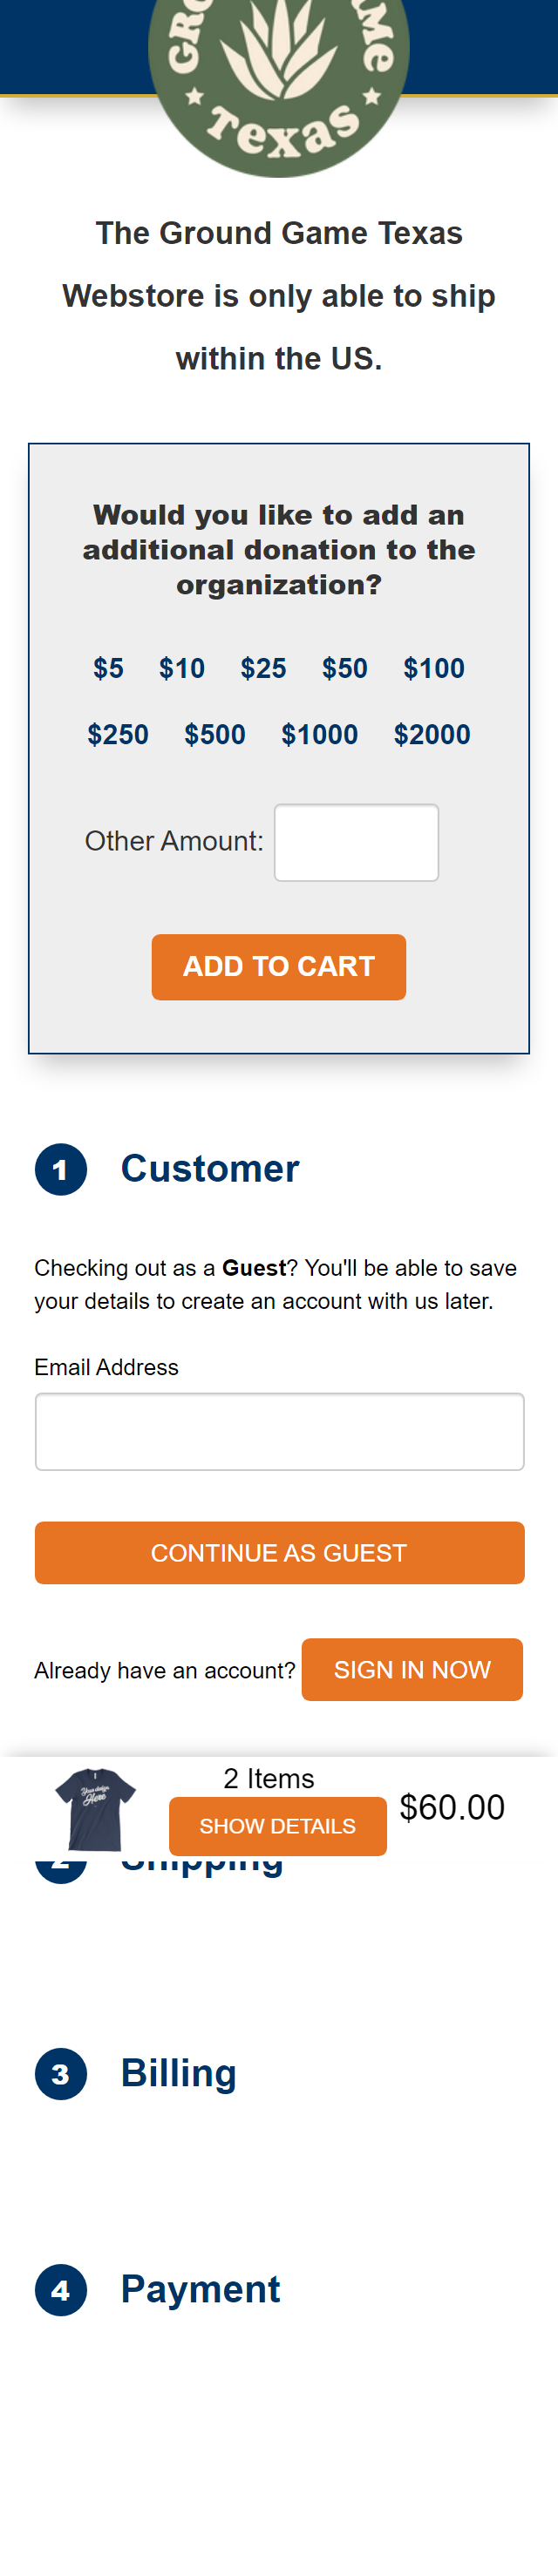 GRO
ME
Texas
The Ground Game Texas
Webstore is only able to ship
within the US.
Would you like to add an
additional donation to the
organization?
$5 $10 $25 $50 $100
$250 $500 $1000 $2000
Other Amount:
ADD TO CART
1 Customer
Checking out as a Guest? You'll be able to save
your details to create an account with us later.
Email Address
CONTINUE AS GUEST
Already have an account? SIGN IN NOW
Your design
Here
2 Items
SHOW DETAILS
$60.00
2 Shipping
3 Billing
4 Payment